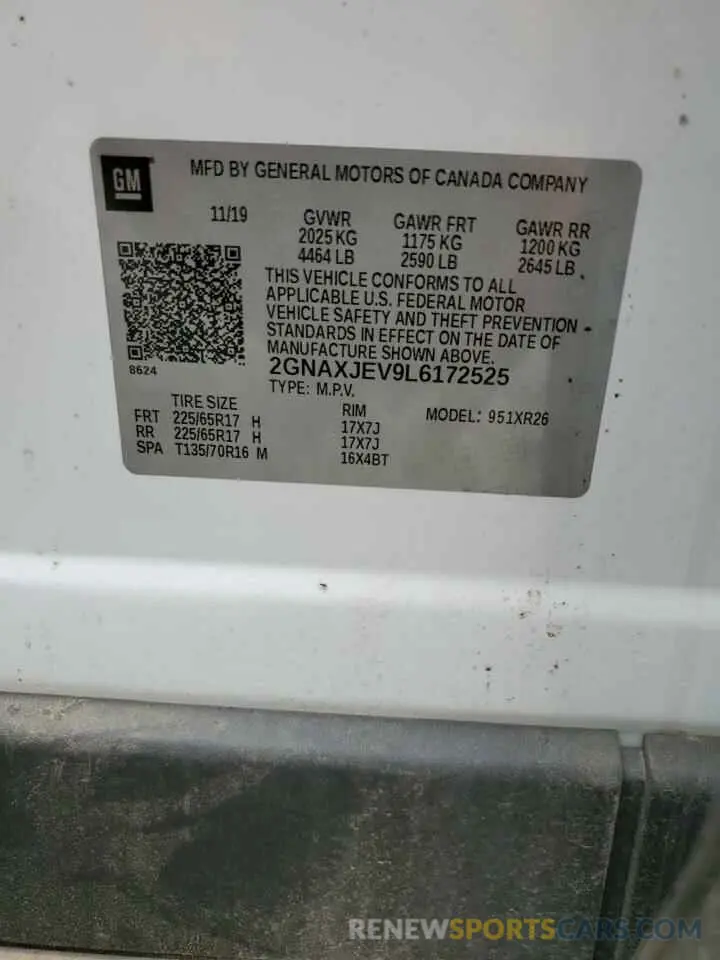 GM
MFD BY GENERAL MOTORS OF CANADA COMPANY
11/19 GVWR GAWR FRT GAWR RR
2025 KG 1175 KG 1200 KG
4464 LB 2590 LB 2645 LB
THIS VEHICLE CONFORMS TO ALL
APPLICABLE U.S. FEDERAL MOTOR
VEHICLE SAFETY AND THEFT PREVENTION
STANDARDS IN EFFECT ON THE DATE OF
MANUFACTURE SHOWN ABOVE.
8624
2GNAXJEV9L6172525
TYPE: M.P.V.
TIRE SIZE RIM MODEL: 951XR26
FRT 225/65R17 H 17X7J
RR 225/65R17 H 17X7J
SPA T135/70R16 M 16X4BT
RENEWSPORTSCARS.COM